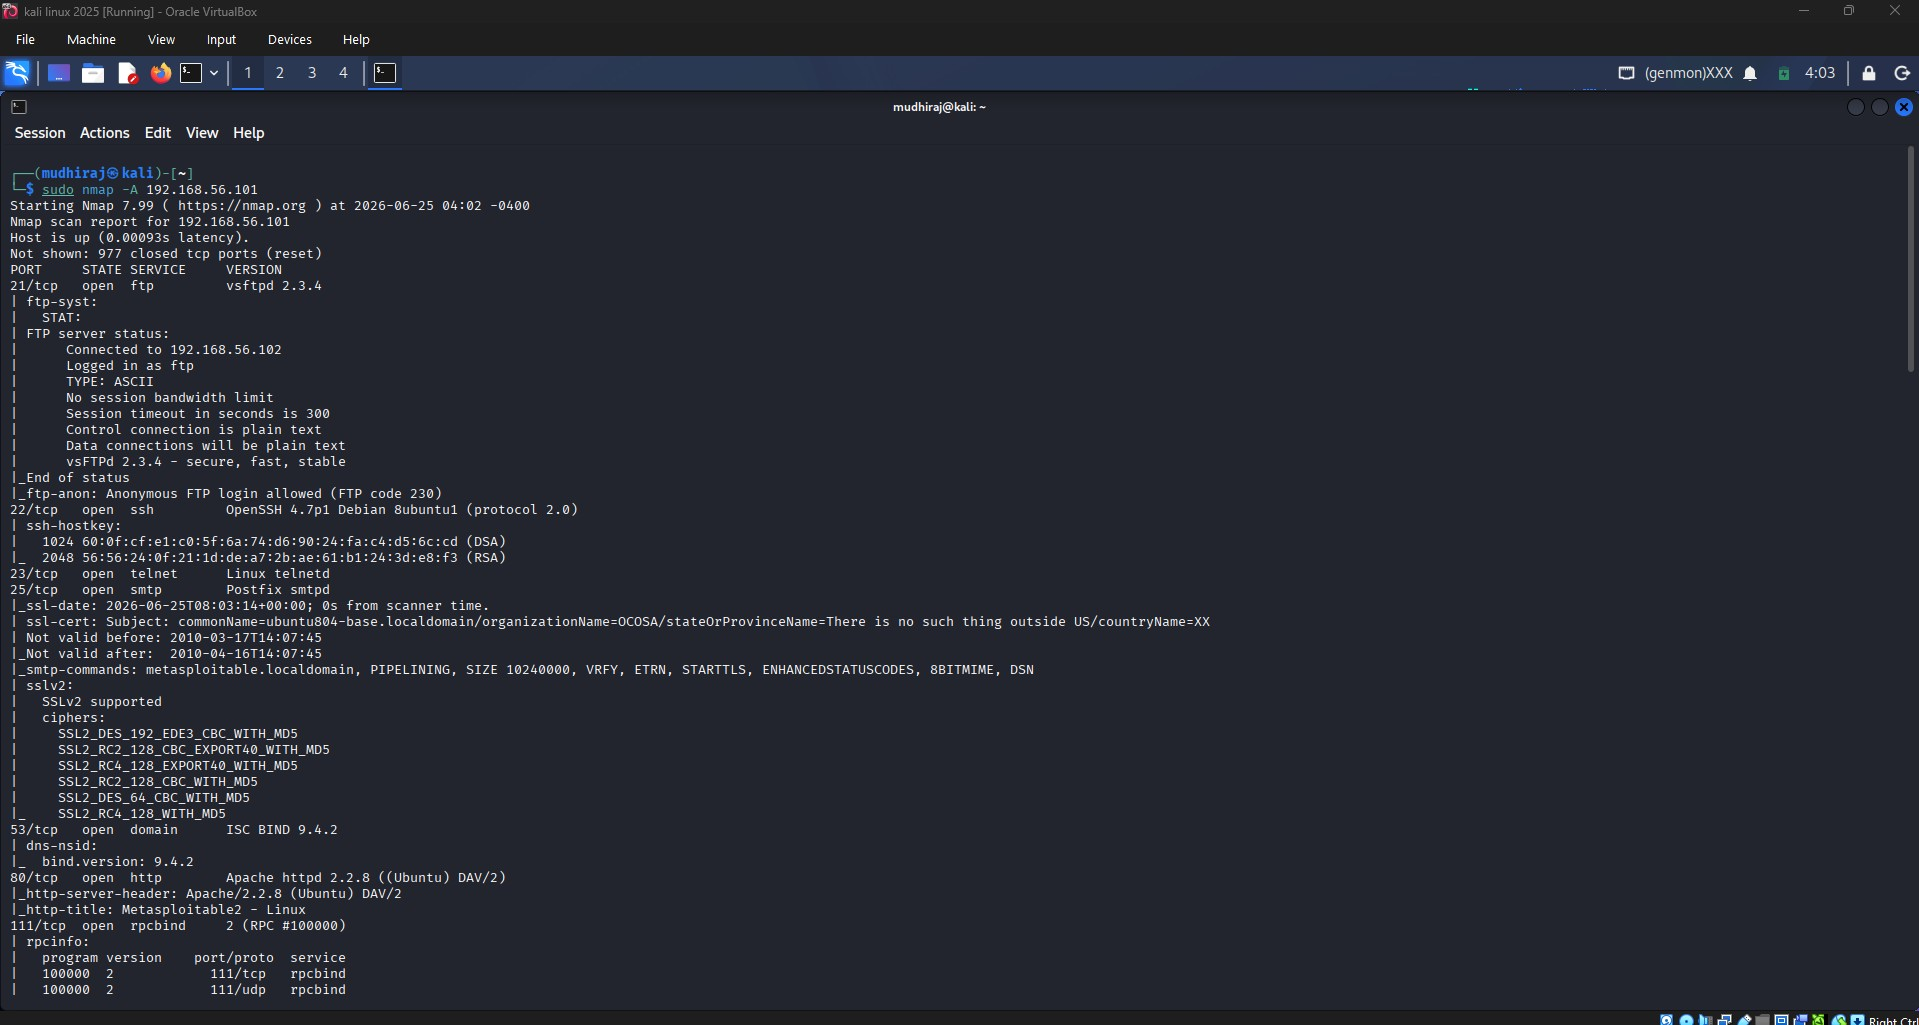 kali linux 2025 [Running] - Oracle VirtualBox
File Machine View Input Devices Help
1 2 3 4 (genmon)XXX 4:03
mudhiraj@kali: ~
Session Actions Edit View Help
┌──(mudhiraj㉿kali)-[~]
└─$ sudo nmap -A 192.168.56.101
Starting Nmap 7.99 ( https://nmap.org ) at 2026-06-25 04:02 -0400
Nmap scan report for 192.168.56.101
Host is up (0.00093s latency).
Not shown: 977 closed tcp ports (reset)
PORT     STATE SERVICE     VERSION
21/tcp   open  ftp         vsftpd 2.3.4
| ftp-syst:
|   STAT:
| FTP server status:
|      Connected to 192.168.56.102
|      Logged in as ftp
|      TYPE: ASCII
|      No session bandwidth limit
|      Session timeout in seconds is 300
|      Control connection is plain text
|      Data connections will be plain text
|      vsFTPd 2.3.4 - secure, fast, stable
|_End of status
|_ftp-anon: Anonymous FTP login allowed (FTP code 230)
22/tcp   open  ssh         OpenSSH 4.7p1 Debian 8ubuntu1 (protocol 2.0)
| ssh-hostkey:
|   1024 60:0f:cf:e1:c0:5f:6a:74:d6:90:24:fa:c4:d5:6c:cd (DSA)
|_  2048 56:56:24:0f:21:1d:de:a7:2b:ae:61:b1:24:3d:e8:f3 (RSA)
23/tcp   open  telnet      Linux telnetd
25/tcp   open  smtp        Postfix smtpd
|_ssl-date: 2026-06-25T08:03:14+00:00; 0s from scanner time.
| ssl-cert: Subject: commonName=ubuntu804-base.localdomain/organizationName=OCOSA/stateOrProvinceName=There is no such thing outside US/countryName=XX
| Not valid before: 2010-03-17T14:07:45
|_Not valid after:  2010-04-16T14:07:45
|_smtp-commands: metasploitable.localdomain, PIPELINING, SIZE 10240000, VRFY, ETRN, STARTTLS, ENHANCEDSTATUSCODES, 8BITMIME, DSN
| sslv2:
|   SSLv2 supported
|   ciphers:
|     SSL2_DES_192_EDE3_CBC_WITH_MD5
|     SSL2_RC2_128_CBC_EXPORT40_WITH_MD5
|     SSL2_RC4_128_EXPORT40_WITH_MD5
|     SSL2_RC2_128_CBC_WITH_MD5
|     SSL2_DES_64_CBC_WITH_MD5
|_    SSL2_RC4_128_WITH_MD5
53/tcp   open  domain      ISC BIND 9.4.2
| dns-nsid:
|_  bind.version: 9.4.2
80/tcp   open  http        Apache httpd 2.2.8 ((Ubuntu) DAV/2)
|_http-server-header: Apache/2.2.8 (Ubuntu) DAV/2
|_http-title: Metasploitable2 - Linux
111/tcp  open  rpcbind     2 (RPC #100000)
| rpcinfo:
|   program version    port/proto  service
|   100000  2            111/tcp   rpcbind
|   100000  2            111/udp   rpcbind
Right Ctrl